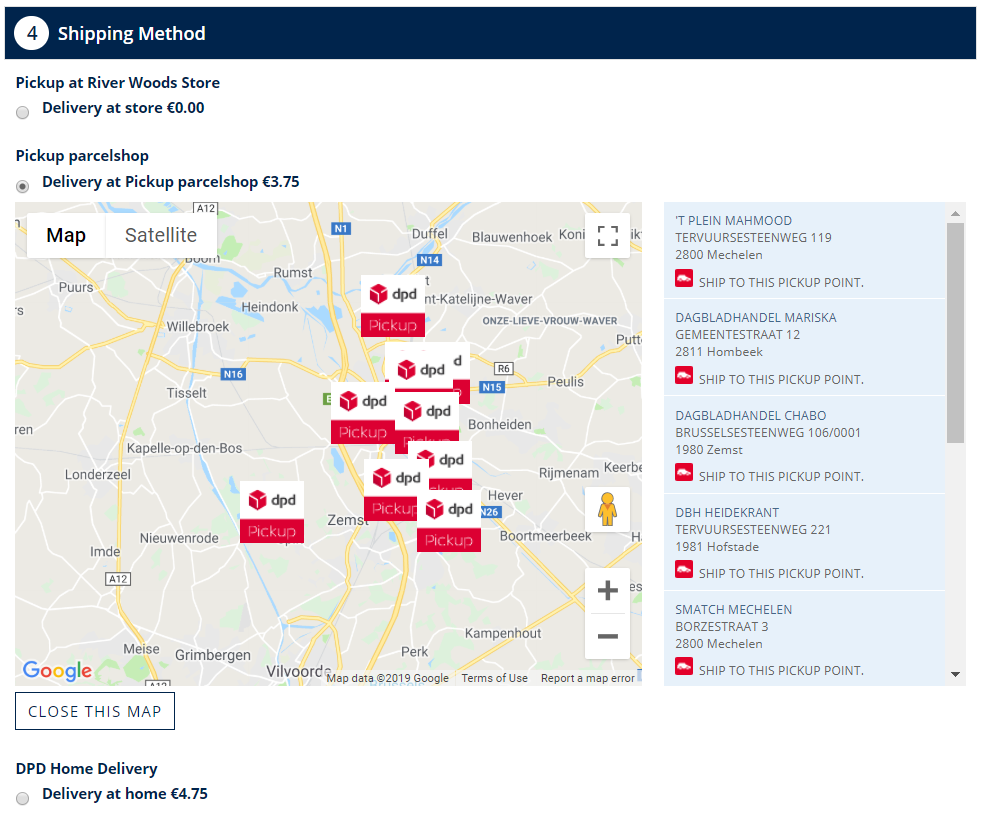 4 Shipping Method
Pickup at River Woods Store
Delivery at store €0.00
Pickup parcelshop
Delivery at Pickup parcelshop €3.75
Map Satellite
A12
N1
Duffel
Blauwenhoek
Koni
N14
Boom
Rumst
Puurs
Heindonk
nt-Katelijne-Waver
Willebroek
ONZE-LIEVE-VROUW-WAVER
Putt
dpd
Pickup
N16
R6
N15
Peulis
Tisselt
dpd
d
dpd
Pickup
dpd
Pickup
Bonheiden
ren
Kapelle-op-den-Bos
Londerzeel
dpd
Rijmenam
Keerbe
dpd
Pickup
Hever
dpd
Pickup
N26
dpd
Pickup
Zemst
Nieuwenrode
Boortmeerbeek
Imde
A12
Kampenhout
Meise
Grimbergen
Perk
Vilvoorde
A12
Google
Map data ©2019 Google Terms of Use Report a map error
'T PLEIN MAHMOOD
TERVUURSESTEENWEG 119
2800 Mechelen
SHIP TO THIS PICKUP POINT.
DAGBLADHANDEL MARISKA
GEMEENTESTRAAT 12
2811 Hombeek
SHIP TO THIS PICKUP POINT.
DAGBLADHANDEL CHABO
BRUSSELSESTEENWEG 106/0001
1980 Zemst
SHIP TO THIS PICKUP POINT.
DBH HEIDEKRANT
TERVUURSESTEENWEG 221
1981 Hofstade
SHIP TO THIS PICKUP POINT.
SMATCH MECHELEN
BORZESTRAAT 3
2800 Mechelen
SHIP TO THIS PICKUP POINT.
CLOSE THIS MAP
DPD Home Delivery
Delivery at home €4.75